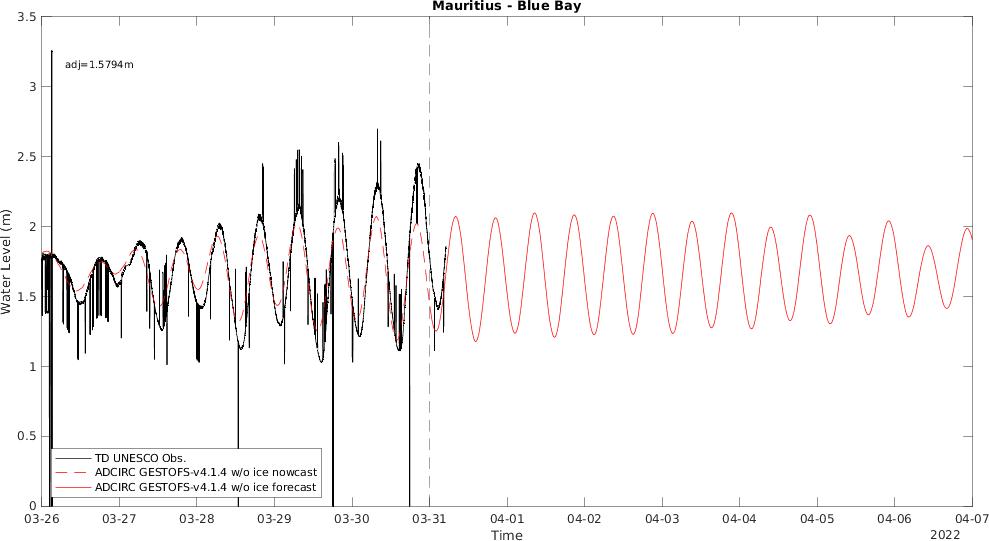 Mauritius - Blue Bay
3.5
3
2.5
2
1.5
1
0.5
0
Water Level (m)
adj=1.5794m
TD UNESCO Obs.
ADCIRC GESTOFS-v4.1.4 w/o ice nowcast
ADCIRC GESTOFS-v4.1.4 w/o ice forecast
03-26 03-27 03-28 03-29 03-30 03-31 04-01 04-02 04-03 04-04 04-05 04-06 04-07
Time
2022